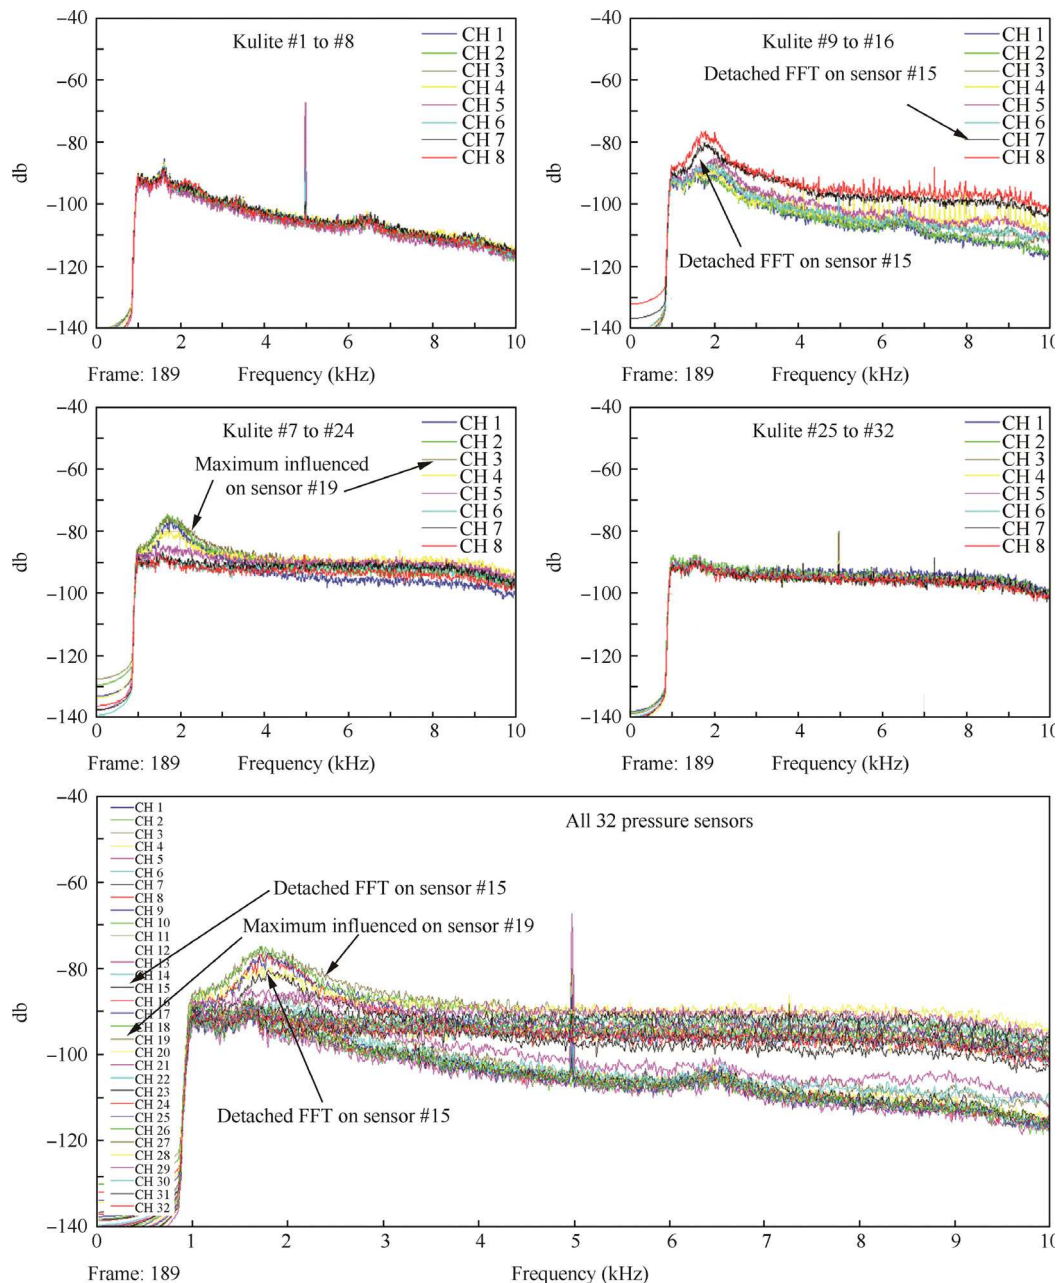 Kulite #1 to #8
CH 1
CH 2
CH 3
CH 4
CH 5
CH 6
CH 7
CH 8
db
-40
-60
-80
-100
-120
-140
0
2
4
6
8
10
Frame: 189
Frequency (kHz)
Kulite #9 to #16
Detached FFT on sensor #15
Detached FFT on sensor #15
CH 1
CH 2
CH 3
CH 4
CH 5
CH 6
CH 7
CH 8
db
-40
-60
-80
-100
-120
-140
0
2
4
6
8
10
Frame: 189
Frequency (kHz)
Kulite #7 to #24
Maximum influenced
on sensor #19
CH 1
CH 2
CH 3
CH 4
CH 5
CH 6
CH 7
CH 8
db
-40
-60
-80
-100
-120
-140
0
2
4
6
8
10
Frame: 189
Frequency (kHz)
Kulite #25 to #32
CH 1
CH 2
CH 3
CH 4
CH 5
CH 6
CH 7
CH 8
db
-40
-60
-80
-100
-120
-140
0
2
4
6
8
10
Frame: 189
Frequency (kHz)
All 32 pressure sensors
Detached FFT on sensor #15
Maximum influenced on sensor #19
Detached FFT on sensor #15
CH 1
CH 2
CH 3
CH 4
CH 5
CH 6
CH 7
CH 8
CH 9
CH 10
CH 11
CH 12
CH 13
CH 14
CH 15
CH 16
CH 17
CH 18
CH 19
CH 20
CH 21
CH 22
CH 23
CH 24
CH 25
CH 26
CH 27
CH 28
CH 29
CH 30
CH 31
CH 32
db
-40
-60
-80
-100
-120
-140
0
1
2
3
4
5
6
7
8
9
10
Frame: 189
Frequency (kHz)